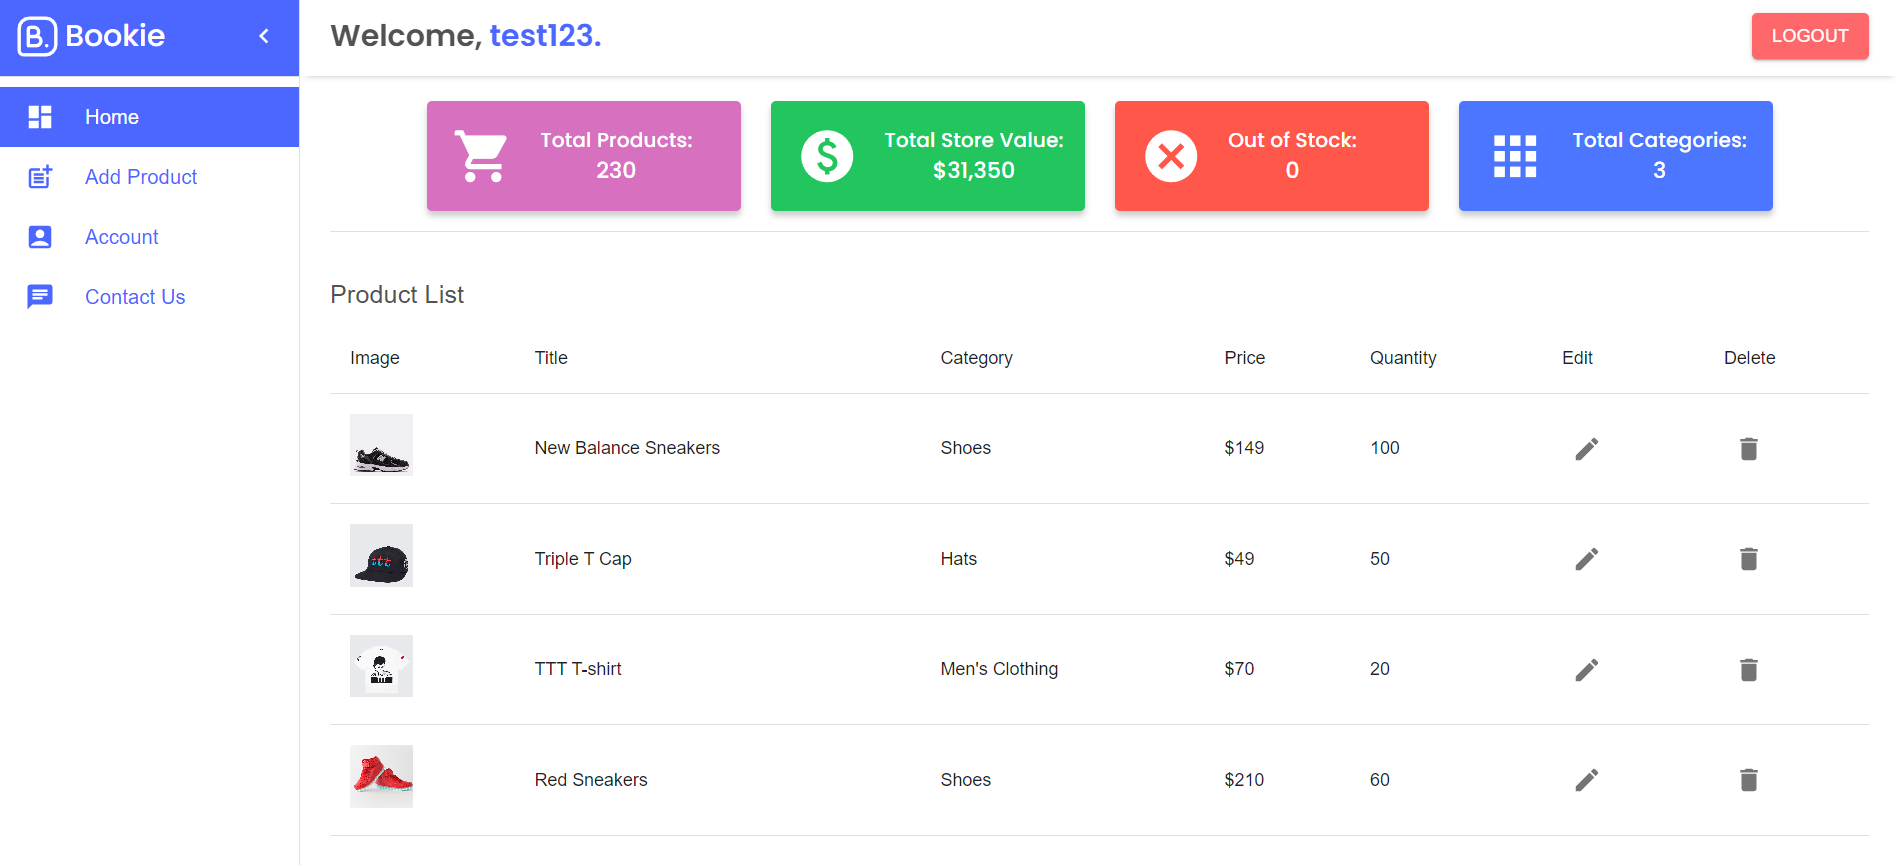 B. Bookie
Welcome, test123.
LOGOUT
Home
Add Product
Account
Contact Us
Total Products:
230
Total Store Value:
$31,350
Out of Stock:
0
Total Categories:
3
Product List
Image Title Category Price Quantity Edit Delete
New Balance Sneakers Shoes $149 100
ttt
Triple T Cap Hats $49 50
TTT T-shirt Men's Clothing $70 20
Red Sneakers Shoes $210 60